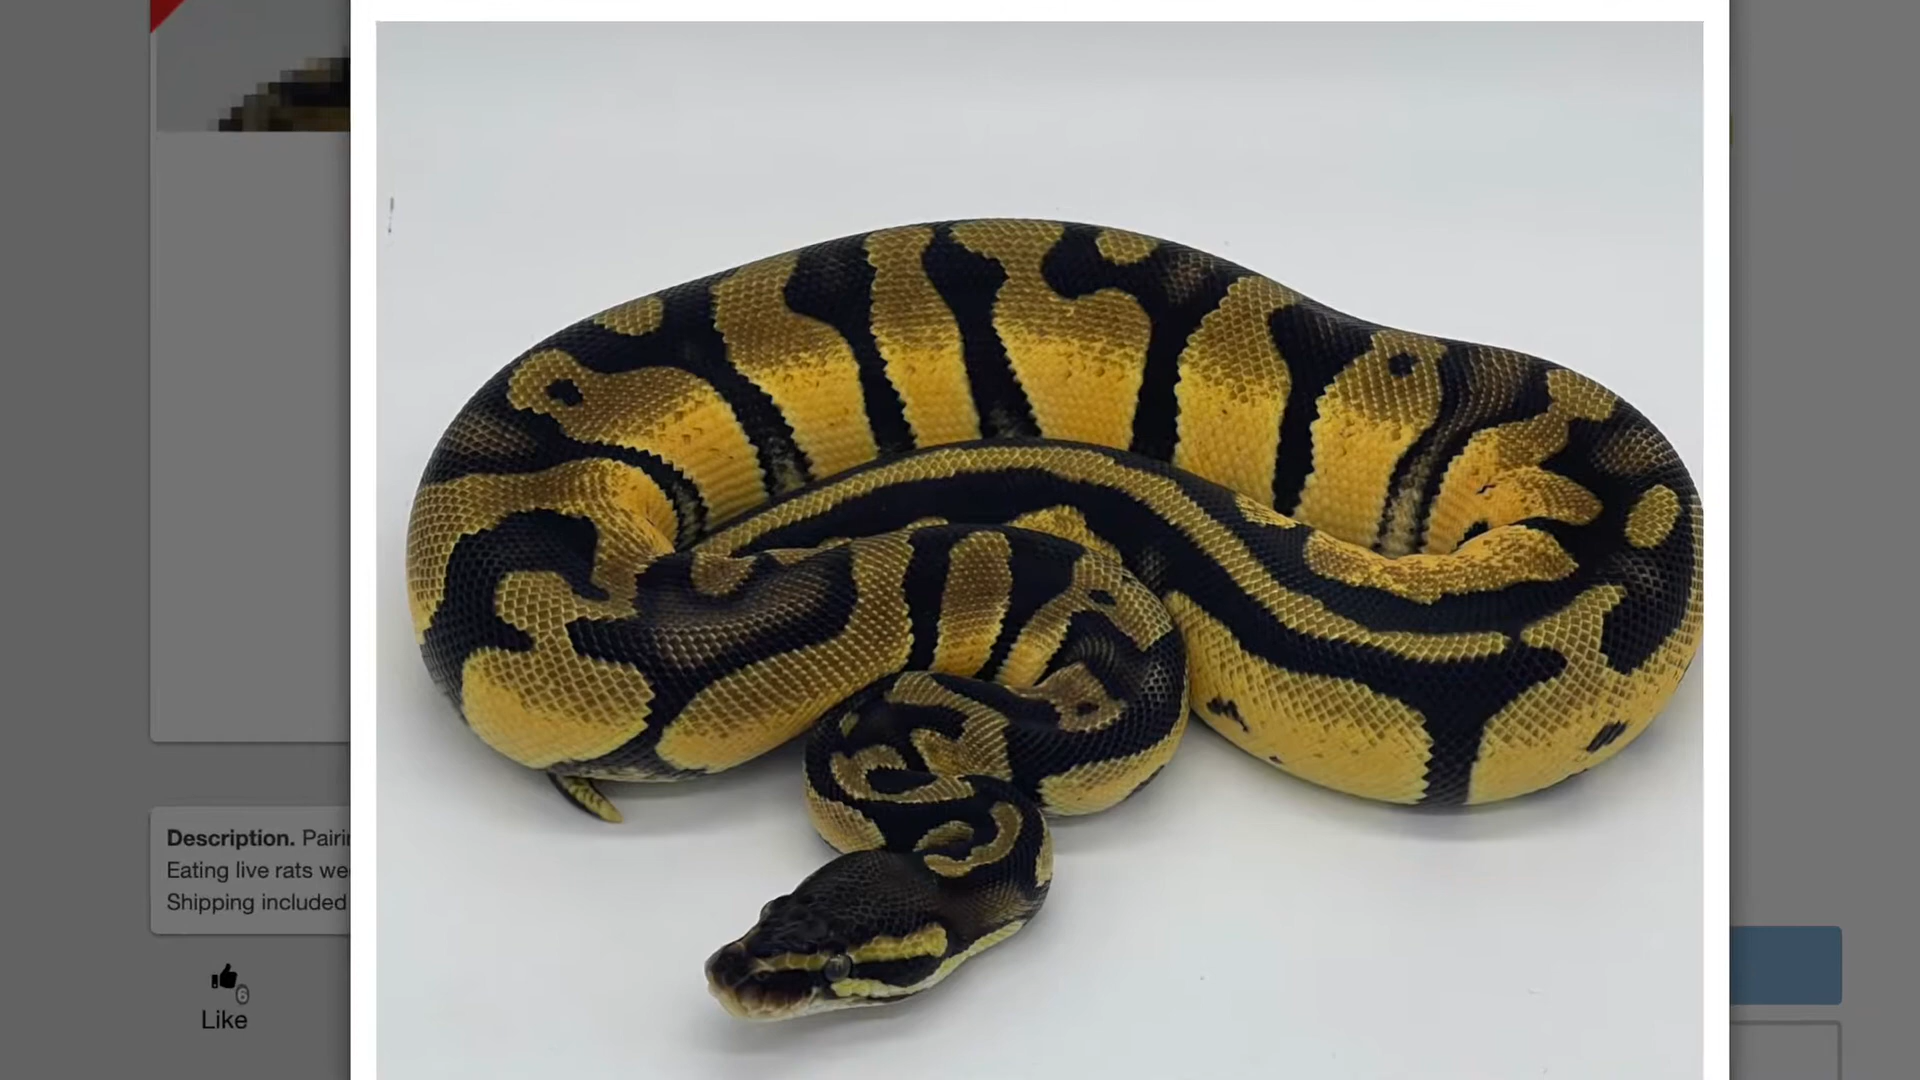 Description. Pairi
Eating live rats we
Shipping included
6
Like